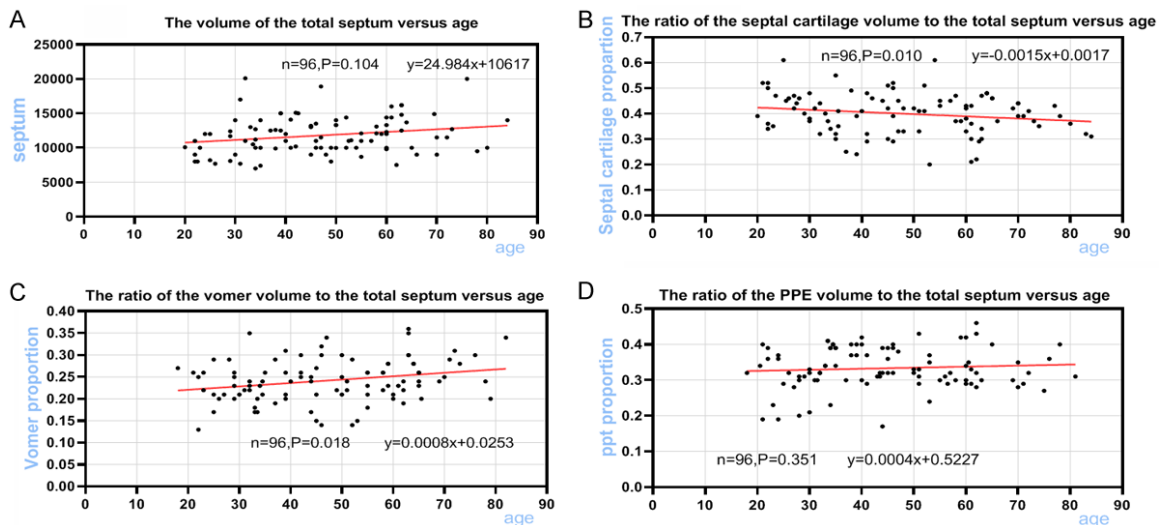 A
The volume of the total septum versus age
n=96,P=0.104 y=24.984x+10617
septum
25000
20000
15000
10000
5000
0
0 10 20 30 40 50 60 70 80 90
age
B
The ratio of the septal cartilage volume to the total septum versus age
n=96,P=0.010 y=-0.0015x+0.0017
Septal cartilage proportion
0.7
0.6
0.5
0.4
0.3
0.2
0.1
0.0
0 10 20 30 40 50 60 70 80 90
age
C
The ratio of the vomer volume to the total septum versus age
Vomer proportion
0.40
0.35
0.30
0.25
0.20
0.15
0.10
0.05
0.00
n=96,P=0.018 y=0.0008x+0.0253
0 10 20 30 40 50 60 70 80 90
age
D
The ratio of the PPE volume to the total septum versus age
ppt proportion
0.5
0.4
0.3
0.2
0.1
0.0
n=96,P=0.351 y=0.0004x+0.5227
0 10 20 30 40 50 60 70 80 90
age